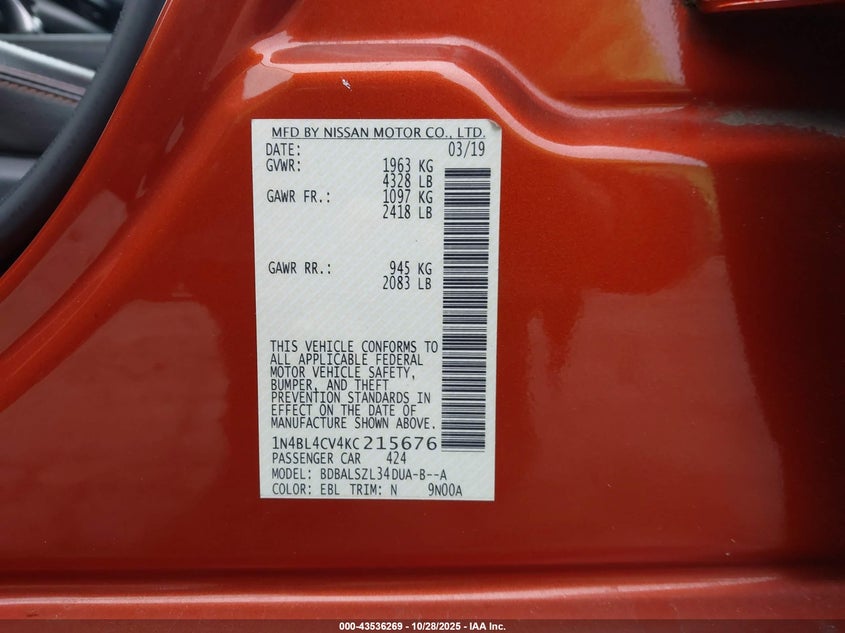 MFD BY NISSAN MOTOR CO., LTD.
DATE: 03/19
GVWR: 1963 KG
4328 LB
GAWR FR.: 1097 KG
2418 LB
GAWR RR.: 945 KG
2083 LB
THIS VEHICLE CONFORMS TO
ALL APPLICABLE FEDERAL
MOTOR VEHICLE SAFETY,
BUMPER, AND THEFT
PREVENTION STANDARDS IN
EFFECT ON THE DATE OF
MANUFACTURE SHOWN ABOVE.
1N4BL4CV4KC215676
PASSENGER CAR 424
MODEL: BDBALSZL34DUA-B--A
COLOR: EBL TRIM: N 9N00A
000-43536269 | 10/28/2025 - IAA Inc.